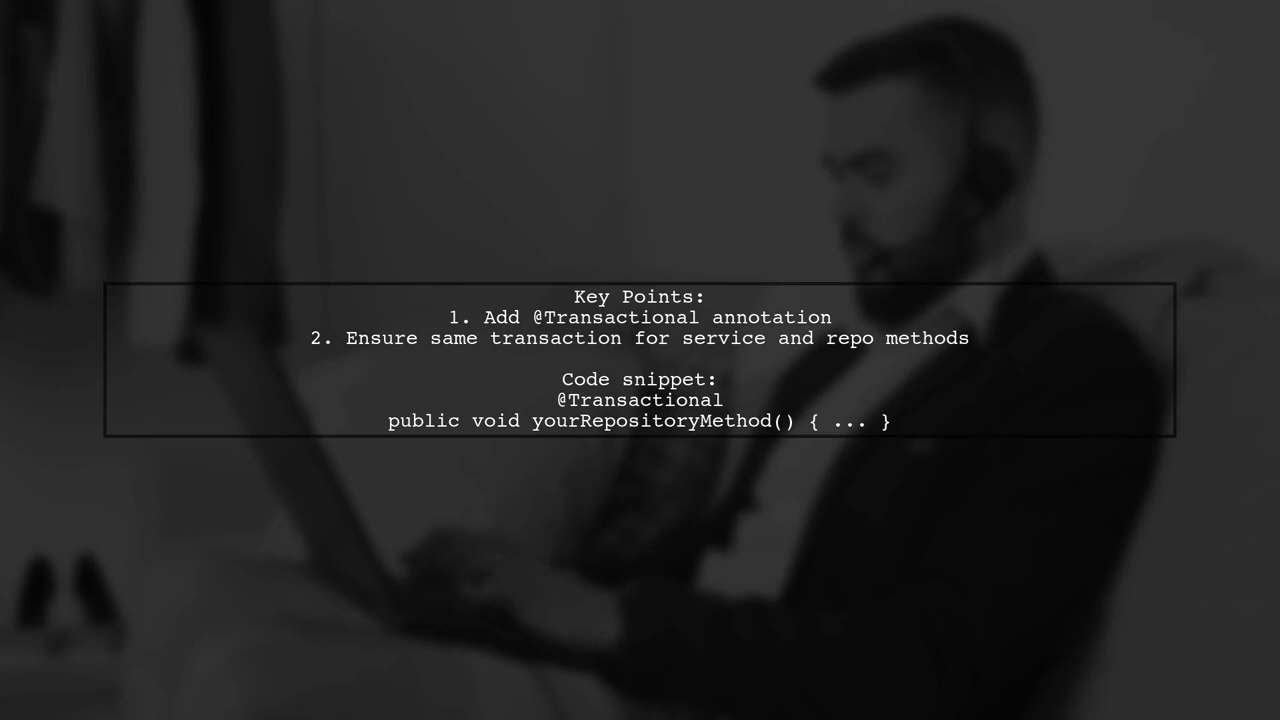 Key Points:
1. Add @Transactional annotation
2. Ensure same transaction for service and repo methods
Code snippet:
@Transactional
public void yourRepositoryMethod() { ... }